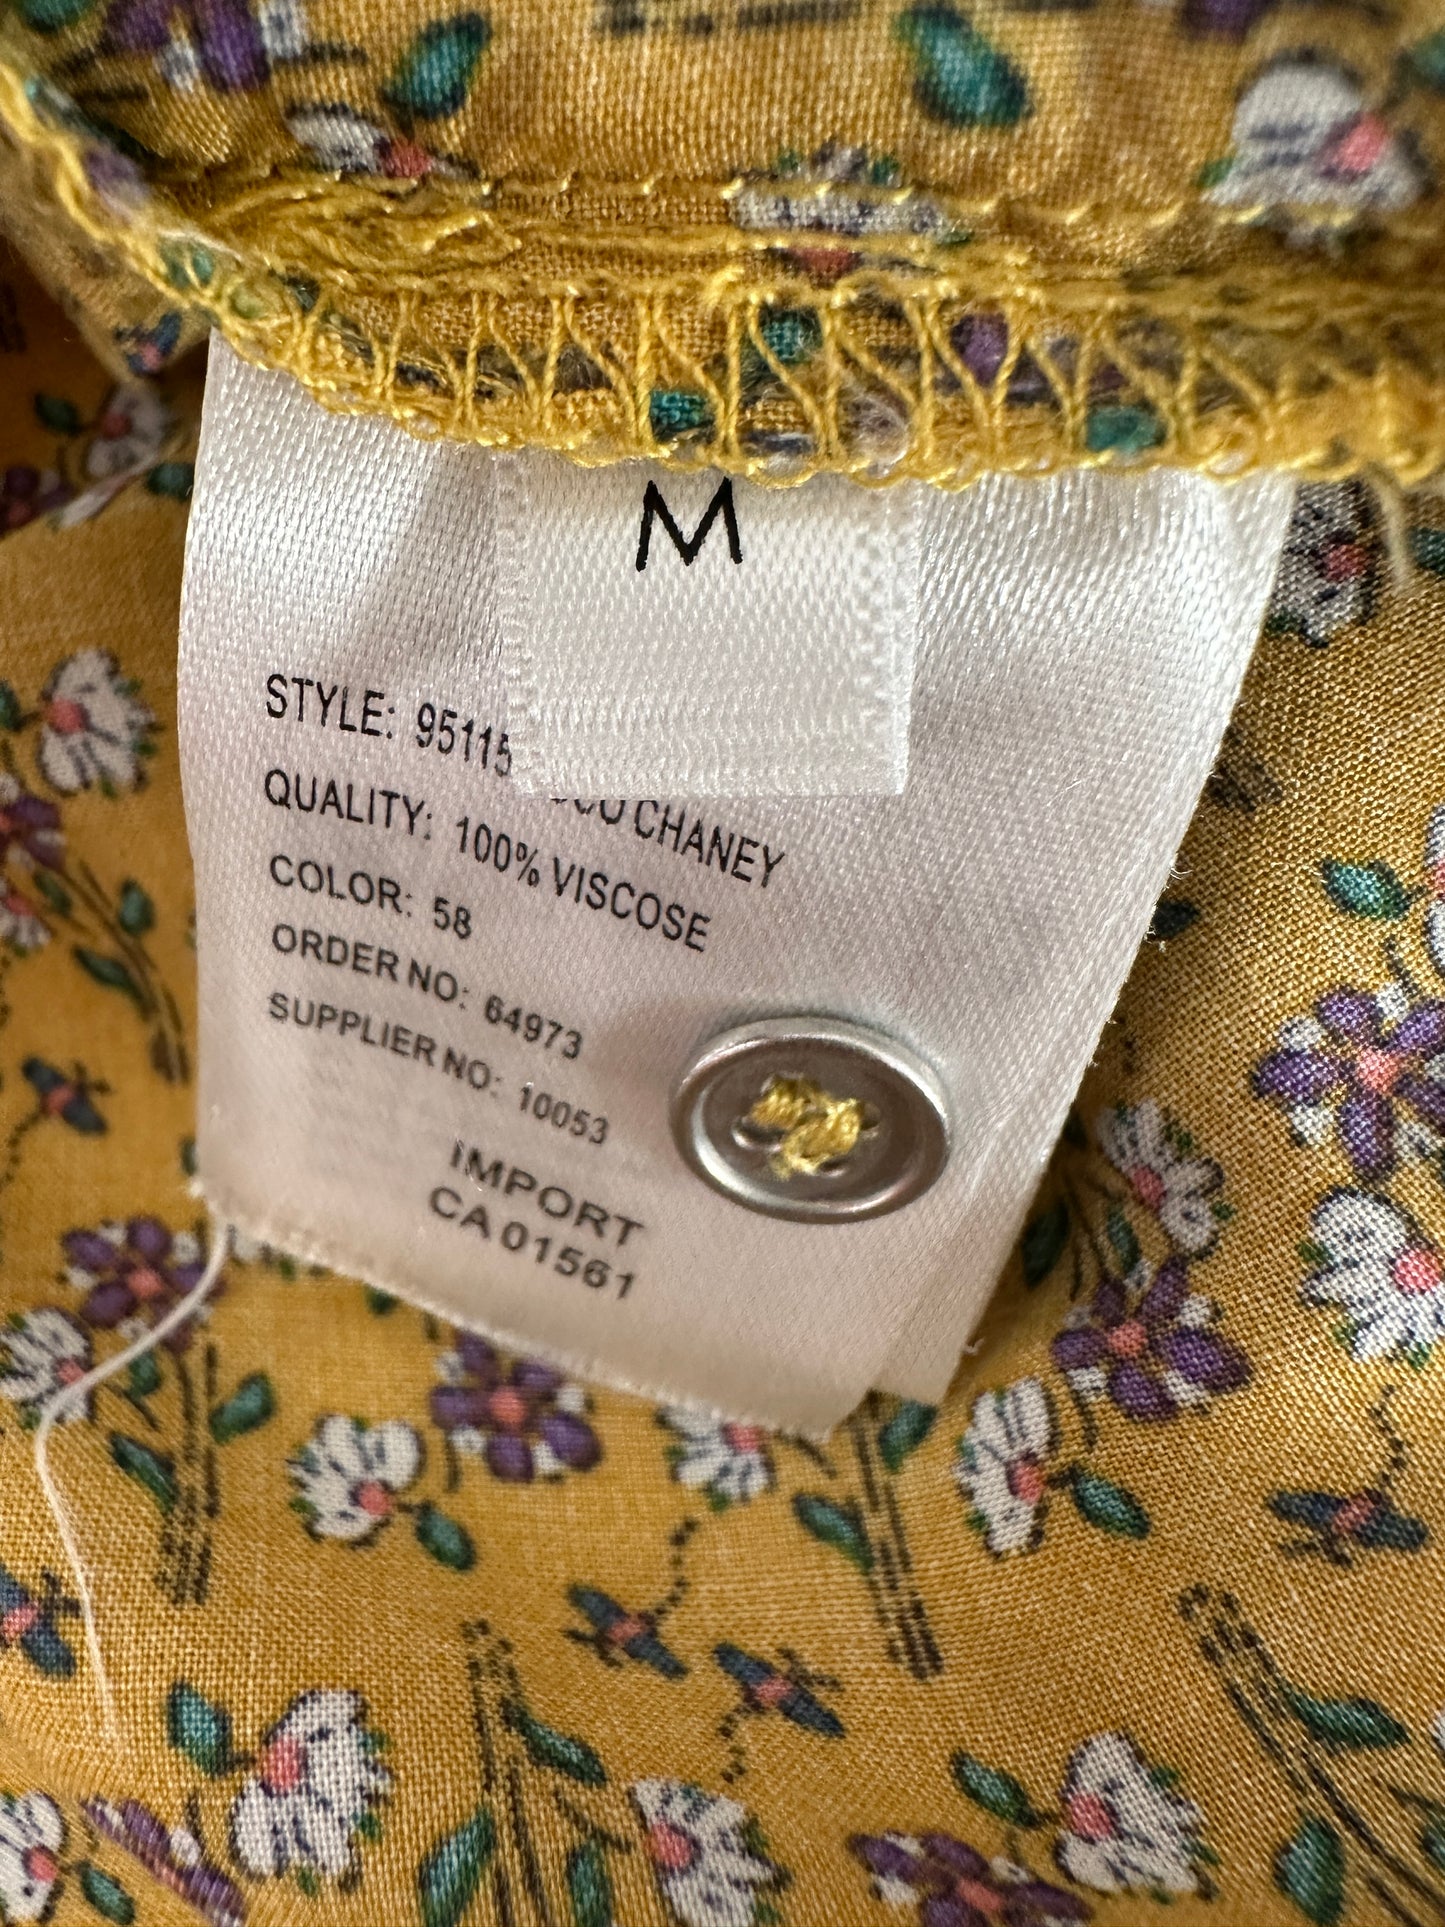 M
STYLE: 95115
CHANEY
QUALITY: 100% VISCOSE
COLOR: 58
ORDER NO: 64973
SUPPLIER NO: 10053
IMPORT
CA 01561